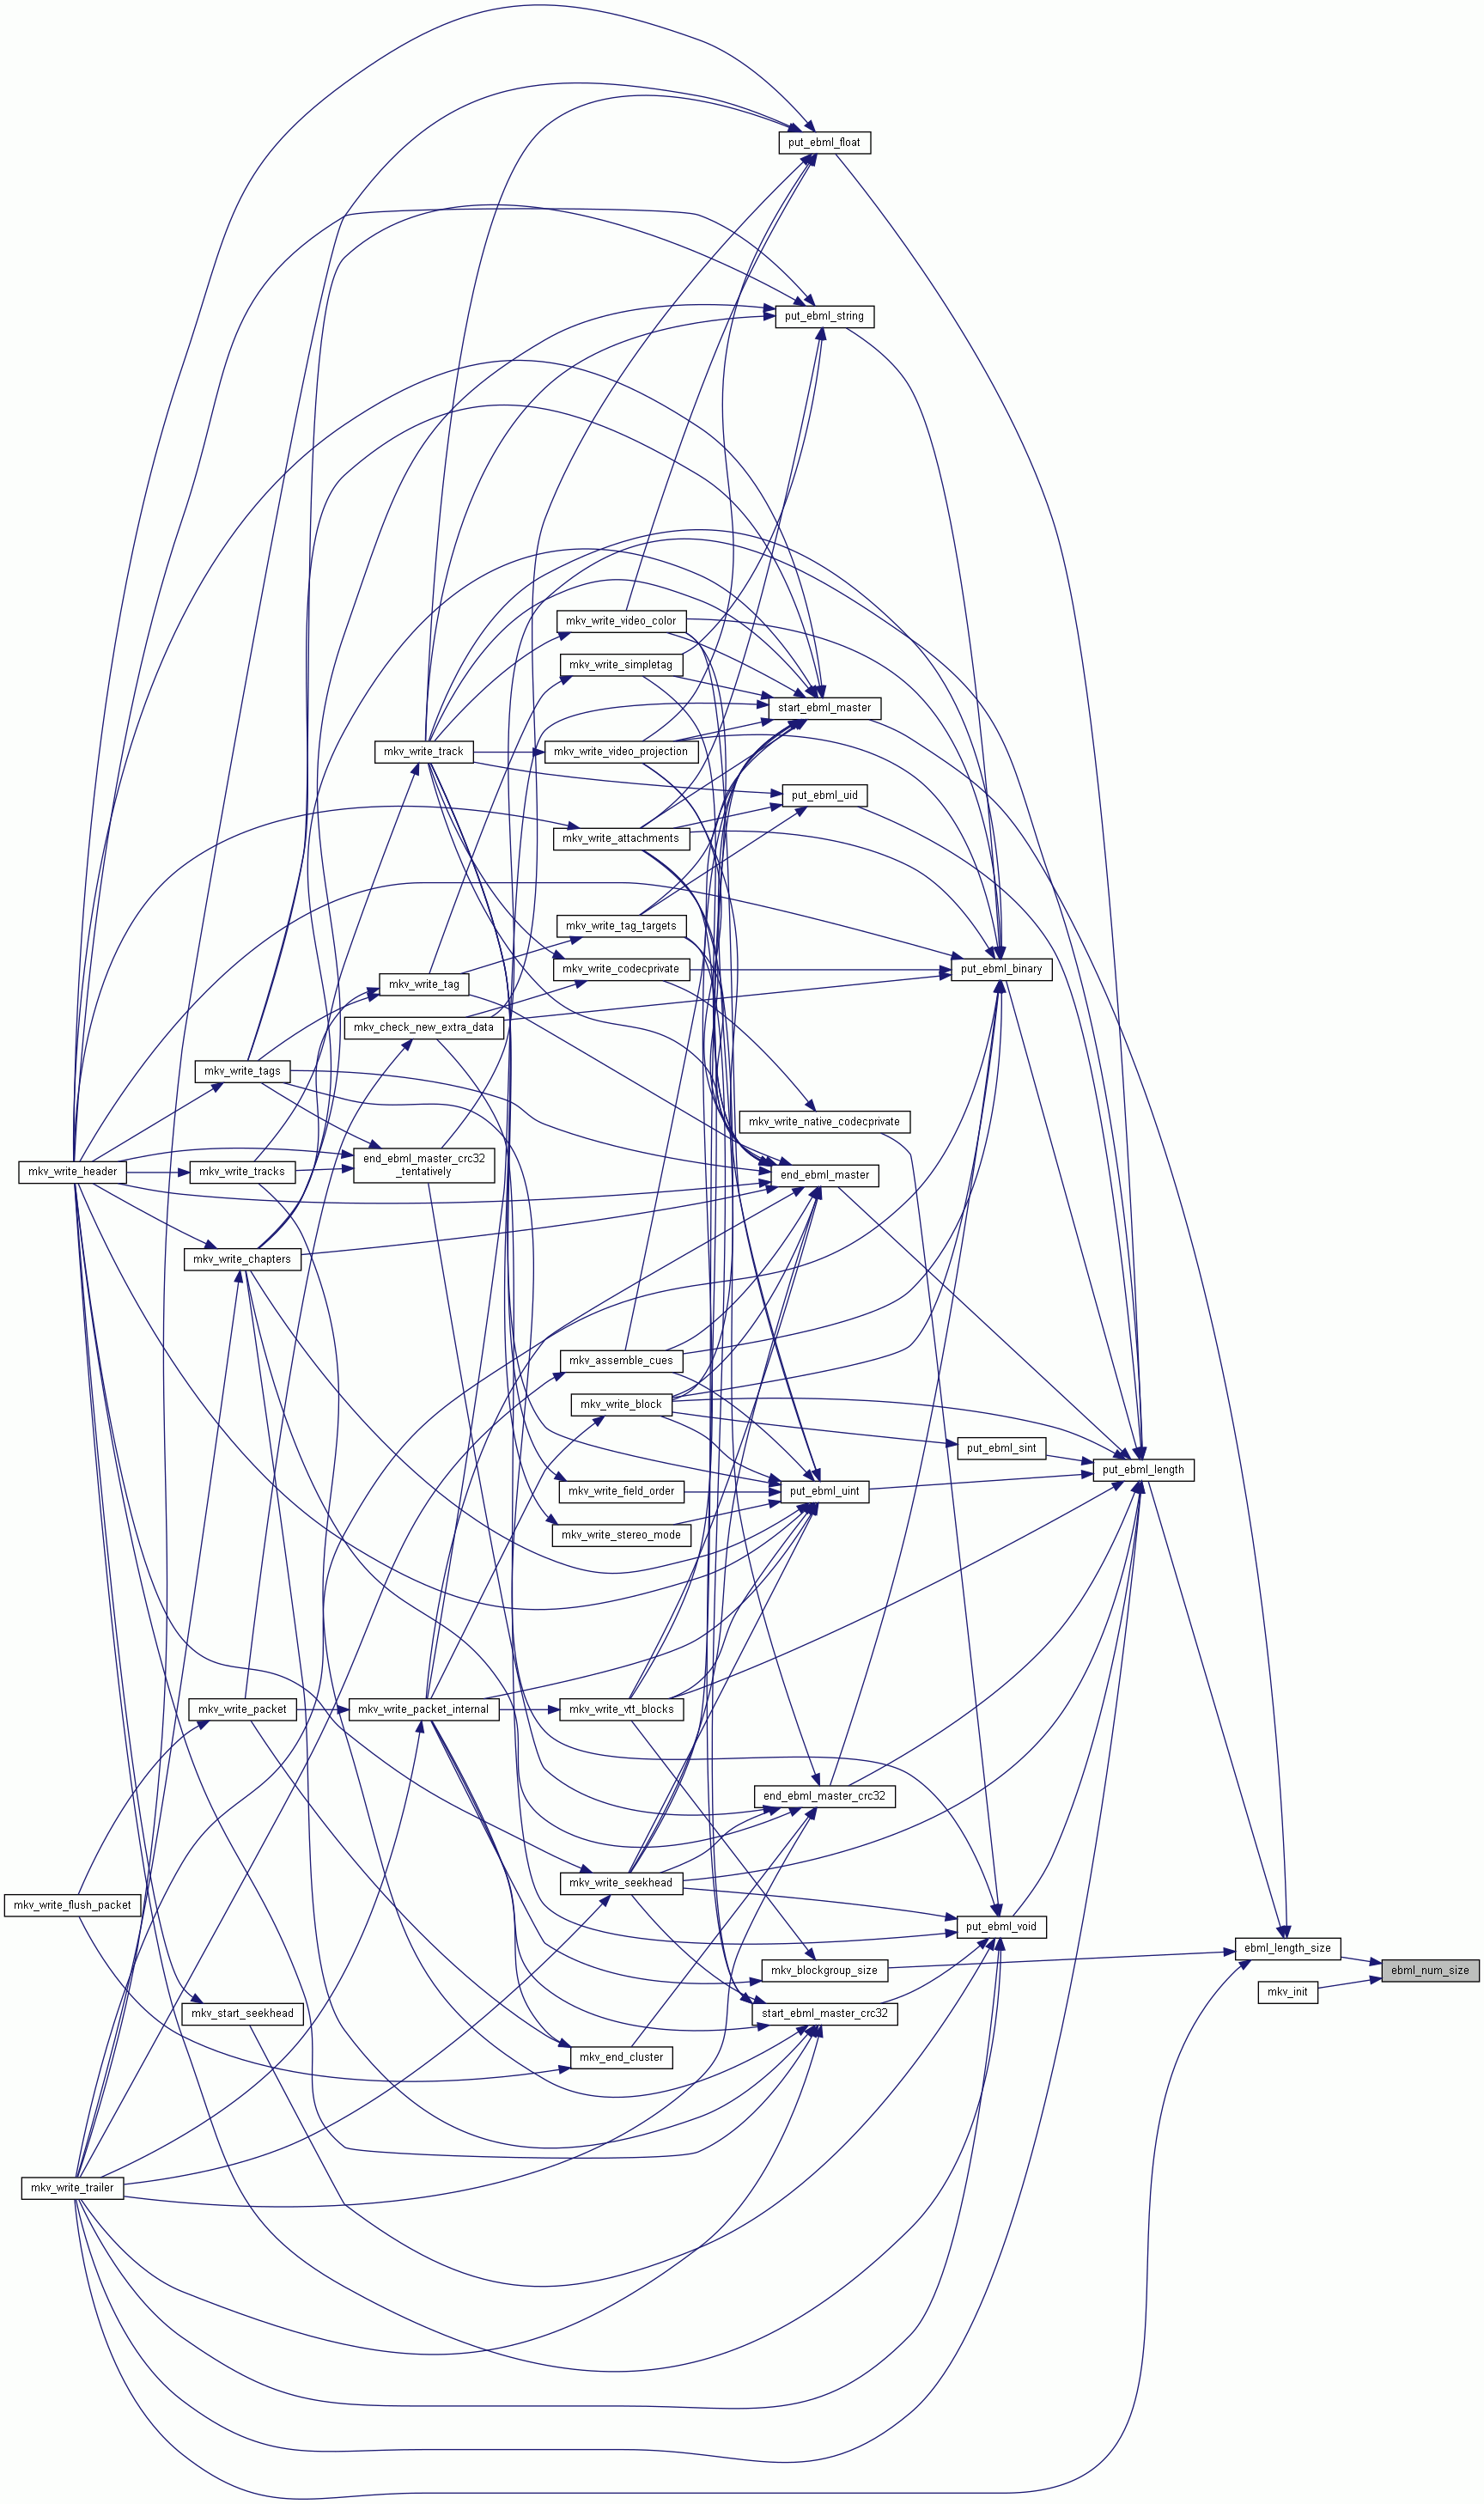 put_ebml_float
put_ebml_string
mkv_write_video_color
mkv_write_simpletag
start_ebml_master
mkv_write_track
mkv_write_video_projection
put_ebml_uid
mkv_write_attachments
mkv_write_tag_targets
mkv_write_codecprivate
put_ebml_binary
mkv_write_tag
mkv_check_new_extra_data
mkv_write_tags
mkv_write_native_codecprivate
end_ebml_master_crc32
_tentatively
mkv_write_header
mkv_write_tracks
end_ebml_master
mkv_write_chapters
mkv_assemble_cues
mkv_write_block
put_ebml_sint
put_ebml_length
mkv_write_field_order
put_ebml_uint
mkv_write_stereo_mode
mkv_write_packet
mkv_write_packet_internal
mkv_write_vtt_blocks
end_ebml_master_crc32
mkv_write_seekhead
mkv_write_flush_packet
put_ebml_void
ebml_length_size
mkv_blockgroup_size
ebml_num_size
mkv_init
mkv_start_seekhead
start_ebml_master_crc32
mkv_end_cluster
mkv_write_trailer